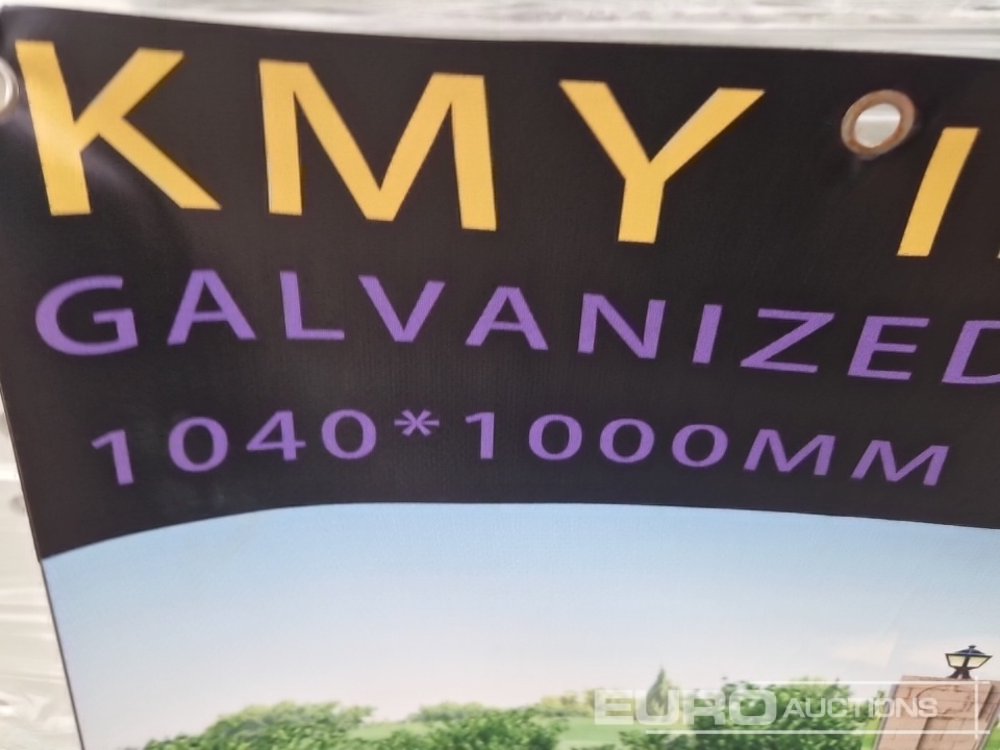 KMY I
GALVANIZED
1040*1000MM
EURO AUCTIONS